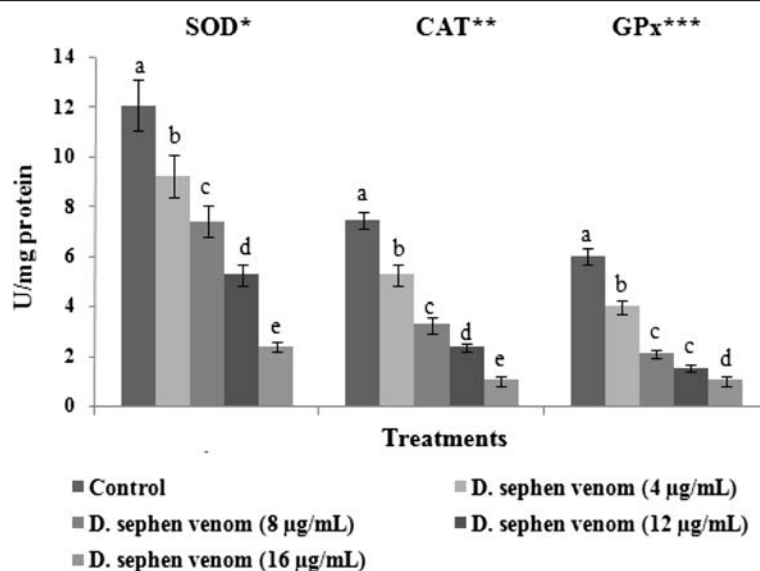 SOD* CAT** GPx***
14
12
10
8
6
4
2
0
U/mg protein
a b c d e
a b c d e
a b c c d
Treatments
Control D. sephen venom (4 µg/mL)
D. sephen venom (8 µg/mL) D. sephen venom (12 µg/mL)
D. sephen venom (16 µg/mL)